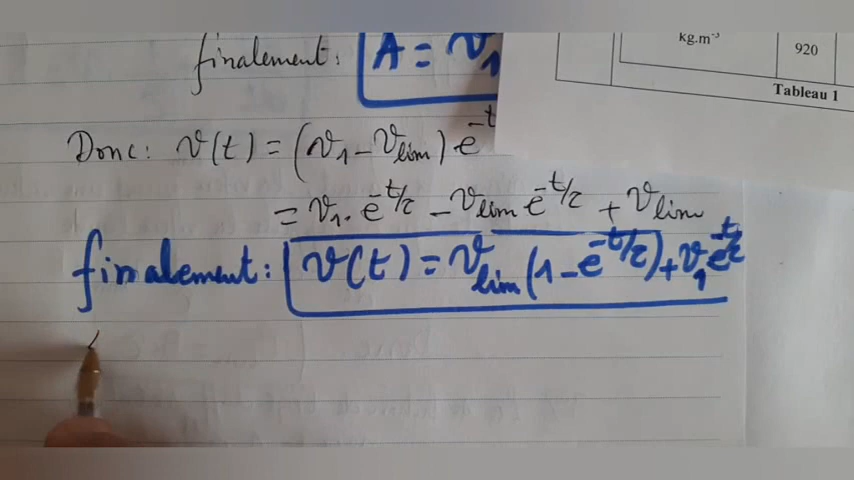 finalement: A = v₁
kg.m⁻³
920
Tableau 1
Donc: v(t) = (v₁ - v_lim) e^-t
= v₁. e^-t/τ - v_lim e^-t/τ + v_lim
finalement: v(t) = v_lim (1 - e^-t/τ) + v₁ e^-t/τ